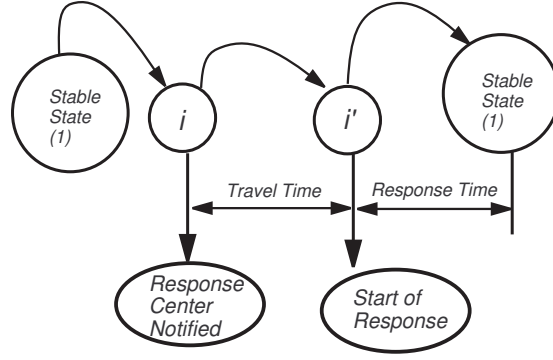 Stable
State
(1)
i
i'
Stable
State
(1)
Travel Time
Response Time
Response
Center
Notified
Start of
Response